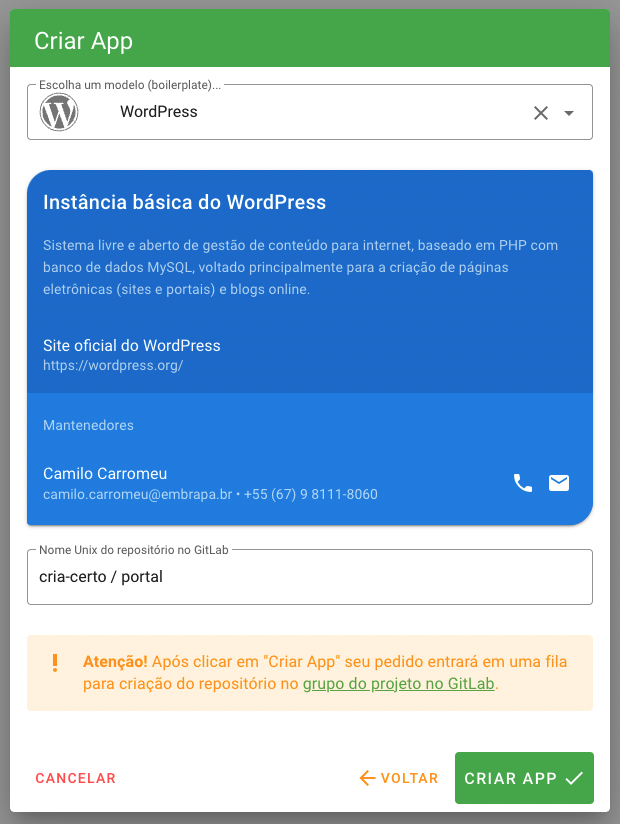 Criar App
Escolha um modelo (boilerplate)...
WordPress
Instância básica do WordPress
Sistema livre e aberto de gestão de conteúdo para internet, baseado em PHP com
banco de dados MySQL, voltado principalmente para a criação de páginas
eletrônicas (sites e portais) e blogs online.
Site oficial do WordPress
https://wordpress.org/
Mantenedores
Camilo Carromeu
camilo.carromeu@embrapa.br • +55 (67) 9 8111-8060
Nome Unix do repositório no GitLab
cria-certo / portal
Atenção! Após clicar em "Criar App" seu pedido entrará em uma fila
para criação do repositório no grupo do projeto no GitLab.
CANCELAR
VOLTAR
CRIAR APP